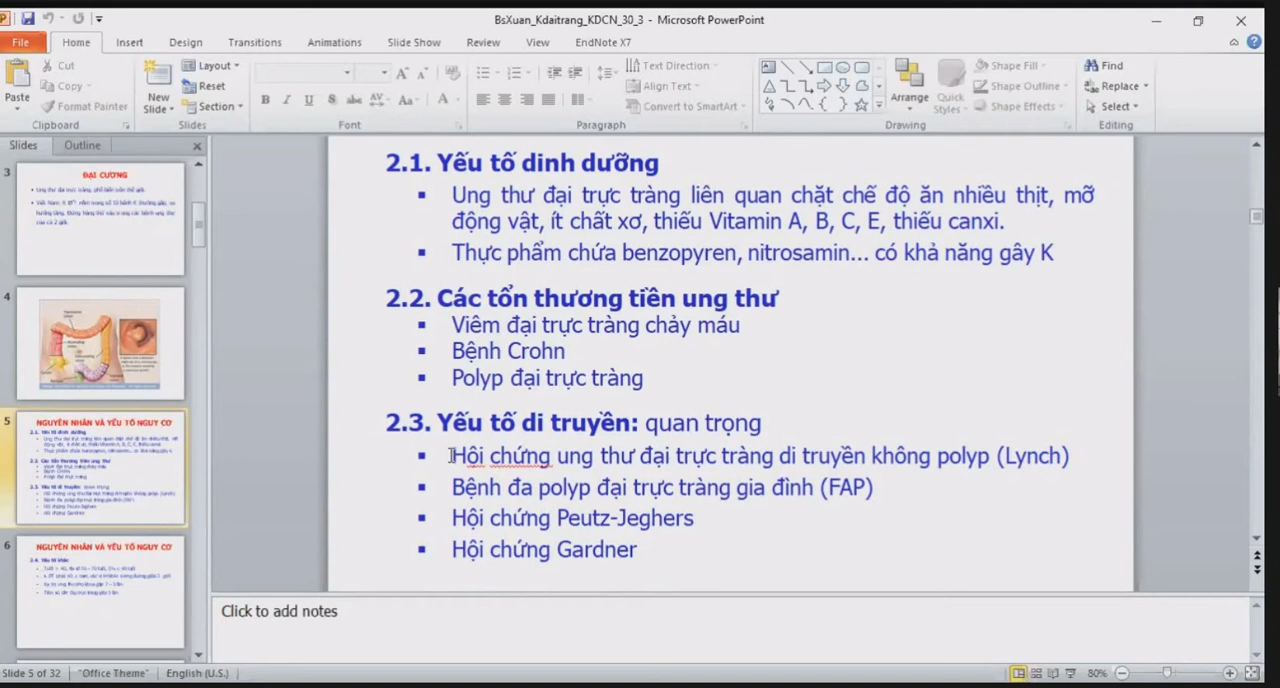 BsXuan_Kdaitrang_KDCN_30_3 - Microsoft PowerPoint
File Home Insert Design Transitions Animations Slide Show Review View EndNote X7
Paste
Cut
Copy
Format Painter
Clipboard
New Slide
Layout
Reset
Section
Slides
B I U S abc AV Aa A
Font
Text Direction
Align Text
Convert to SmartArt
Paragraph
Arrange
Quick Styles
Shape Fill
Shape Outline
Shape Effects
Drawing
Find
Replace
Select
Editing
Slides Outline
3
ĐẠI CƯƠNG
4
5
NGUYÊN NHÂN VÀ YẾU TỐ NGUY CƠ
6
NGUYÊN NHÂN VÀ YẾU TỐ NGUY CƠ
2.1. Yếu tố dinh dưỡng
Ung thư đại trực tràng liên quan chặt chế độ ăn nhiều thịt, mỡ
động vật, ít chất xơ, thiếu Vitamin A, B, C, E, thiếu canxi.
Thực phẩm chứa benzopyren, nitrosamin... có khả năng gây K
2.2. Các tổn thương tiền ung thư
Viêm đại trực tràng chảy máu
Bệnh Crohn
Polyp đại trực tràng
2.3. Yếu tố di truyền: quan trọng
Hội chứng ung thư đại trực tràng di truyền không polyp (Lynch)
Bệnh đa polyp đại trực tràng gia đình (FAP)
Hội chứng Peutz-Jeghers
Hội chứng Gardner
Click to add notes
Slide 5 of 32 "Office Theme" English (U.S.) 80%